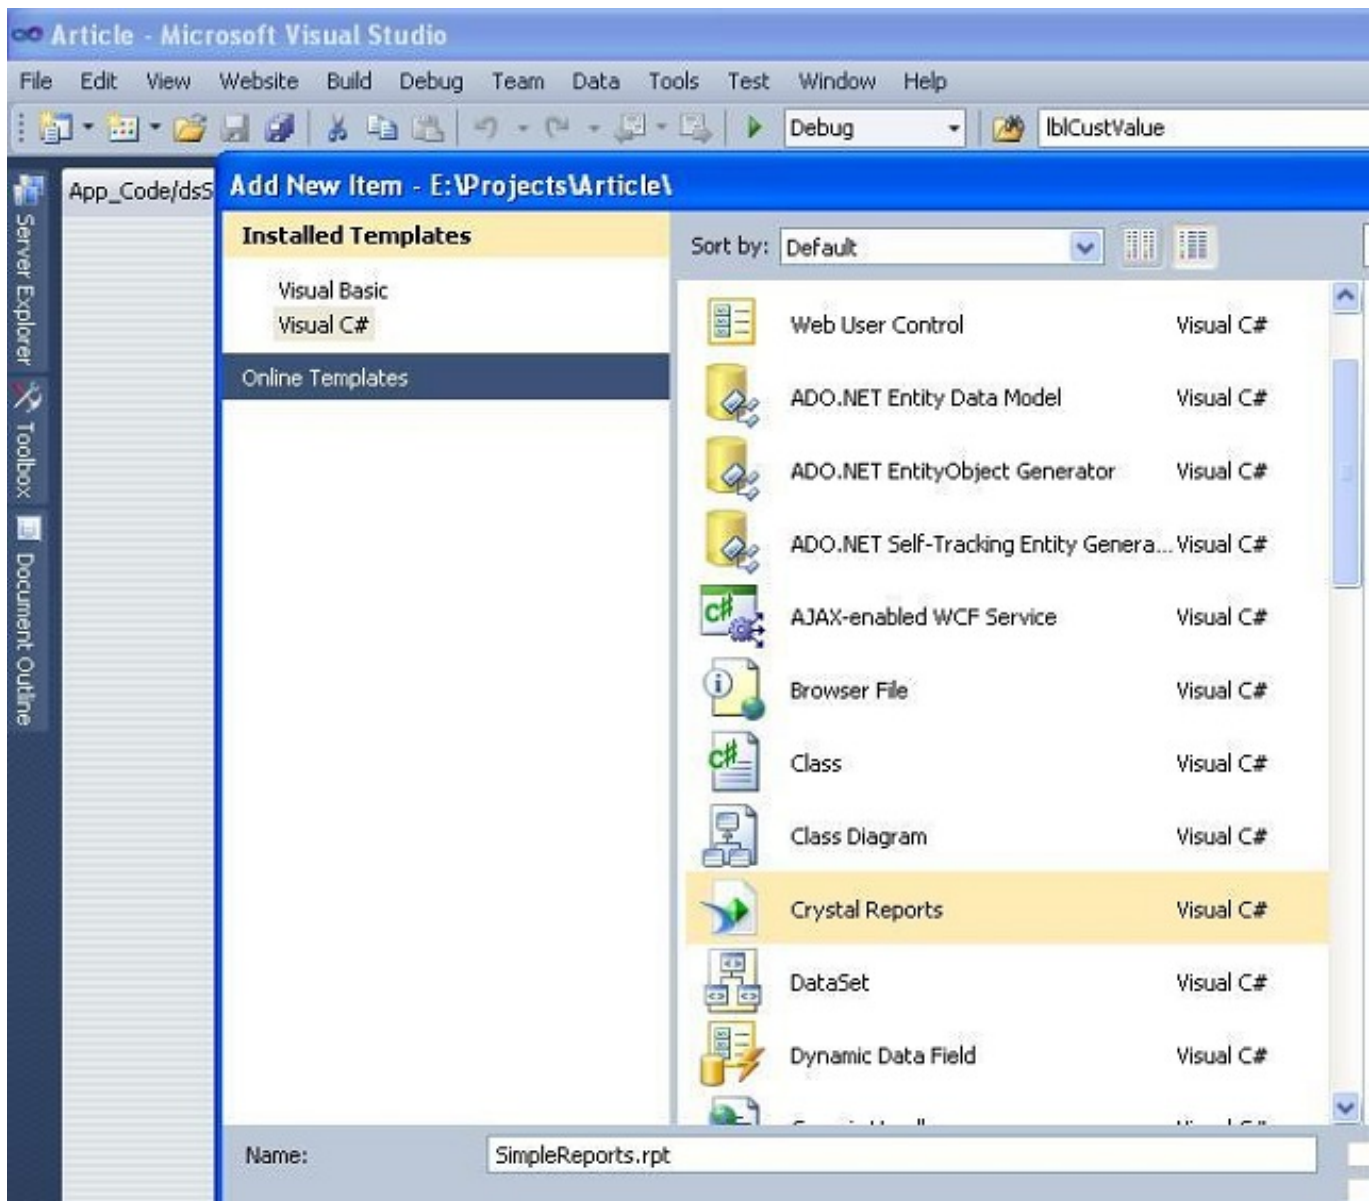 Article - Microsoft Visual Studio
File Edit View Website Build Debug Team Data Tools Test Window Help
Debug lblCustValue
Server Explorer
Toolbox
Document Outline
App_Code/dsS
Add New Item - E:\Projects\Article\
Installed Templates
Visual Basic
Visual C#
Online Templates
Sort by: Default
Web User Control Visual C#
ADO.NET Entity Data Model Visual C#
ADO.NET EntityObject Generator Visual C#
ADO.NET Self-Tracking Entity Genera... Visual C#
AJAX-enabled WCF Service Visual C#
Browser File Visual C#
Class Visual C#
Class Diagram Visual C#
Crystal Reports Visual C#
DataSet Visual C#
Dynamic Data Field Visual C#
Name: SimpleReports.rpt